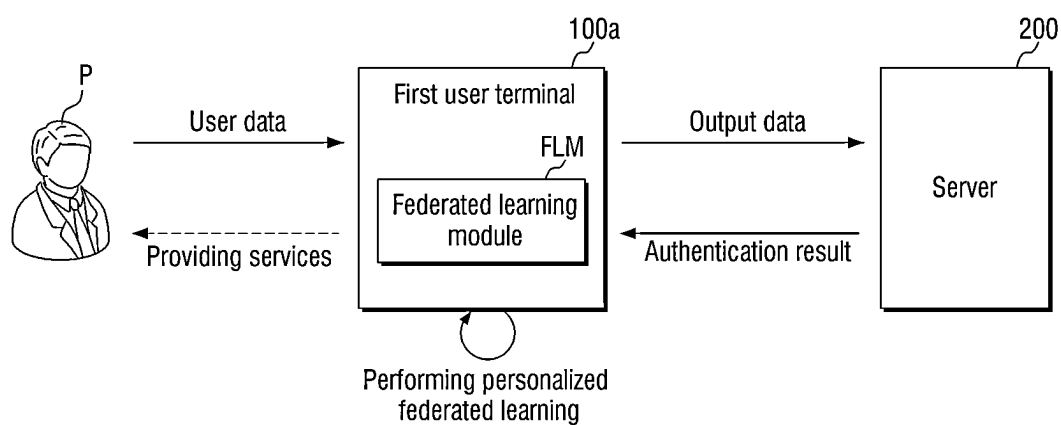 100a
200
P
First user terminal
User data
Output data
FLM
Server
Federated learning
module
Providing services
Authentication result
Performing personalized
federated learning